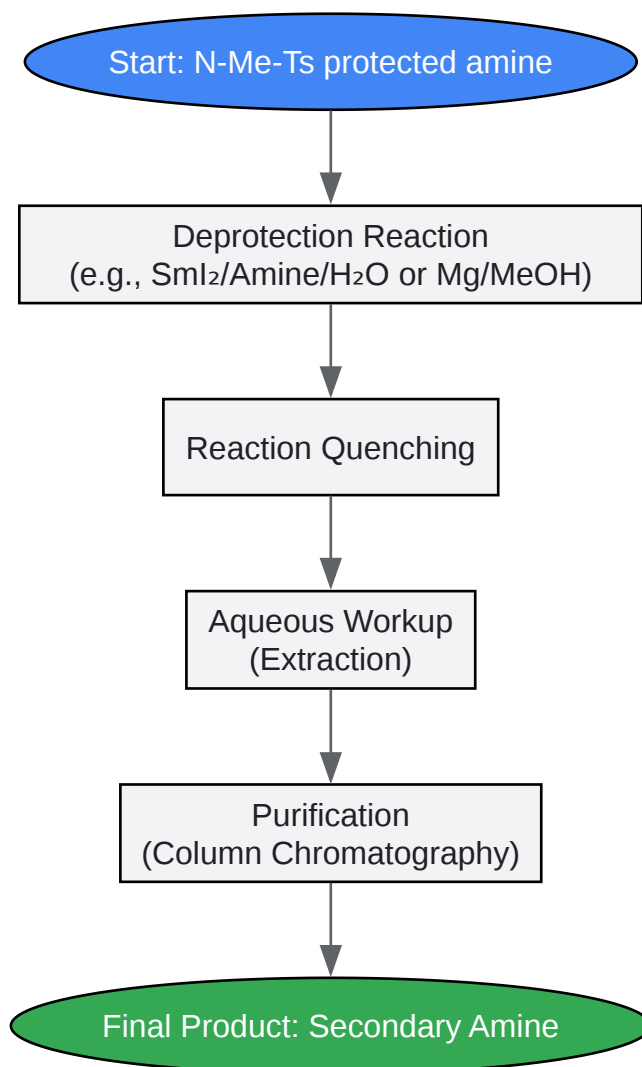 Start: N-Me-Ts protected amine
Deprotection Reaction
(e.g., SmI₂/Amine/H₂O or Mg/MeOH)
Reaction Quenching
Aqueous Workup
(Extraction)
Purification
(Column Chromatography)
Final Product: Secondary Amine